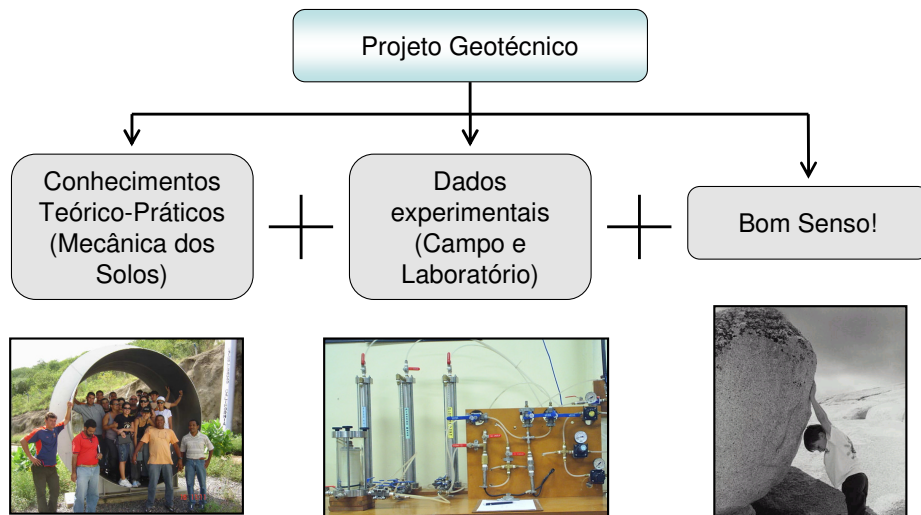 Projeto Geotécnico
Conhecimentos
Teórico-Práticos
(Mecânica dos
Solos)
Dados
experimentais
(Campo e
Laboratório)
Bom Senso!